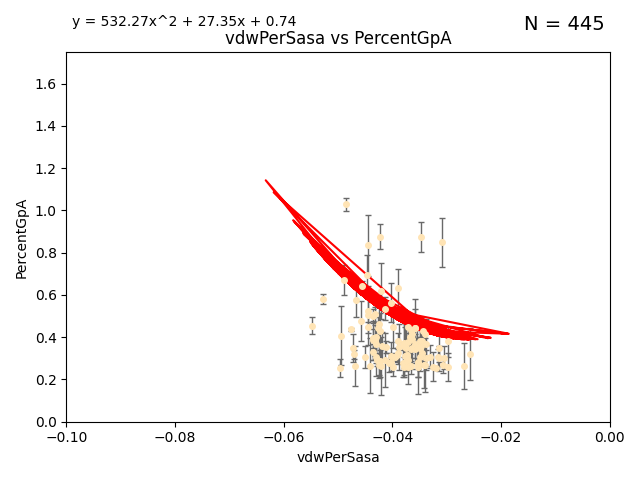 y = 532.27x^2 + 27.35x + 0.74
N = 445
vdwPerSasa vs PercentGpA
1.6
1.4
1.2
1.0
0.8
0.6
0.4
0.2
0.0
PercentGpA
−0.10 −0.08 −0.06 −0.04 −0.02 0.00
vdwPerSasa